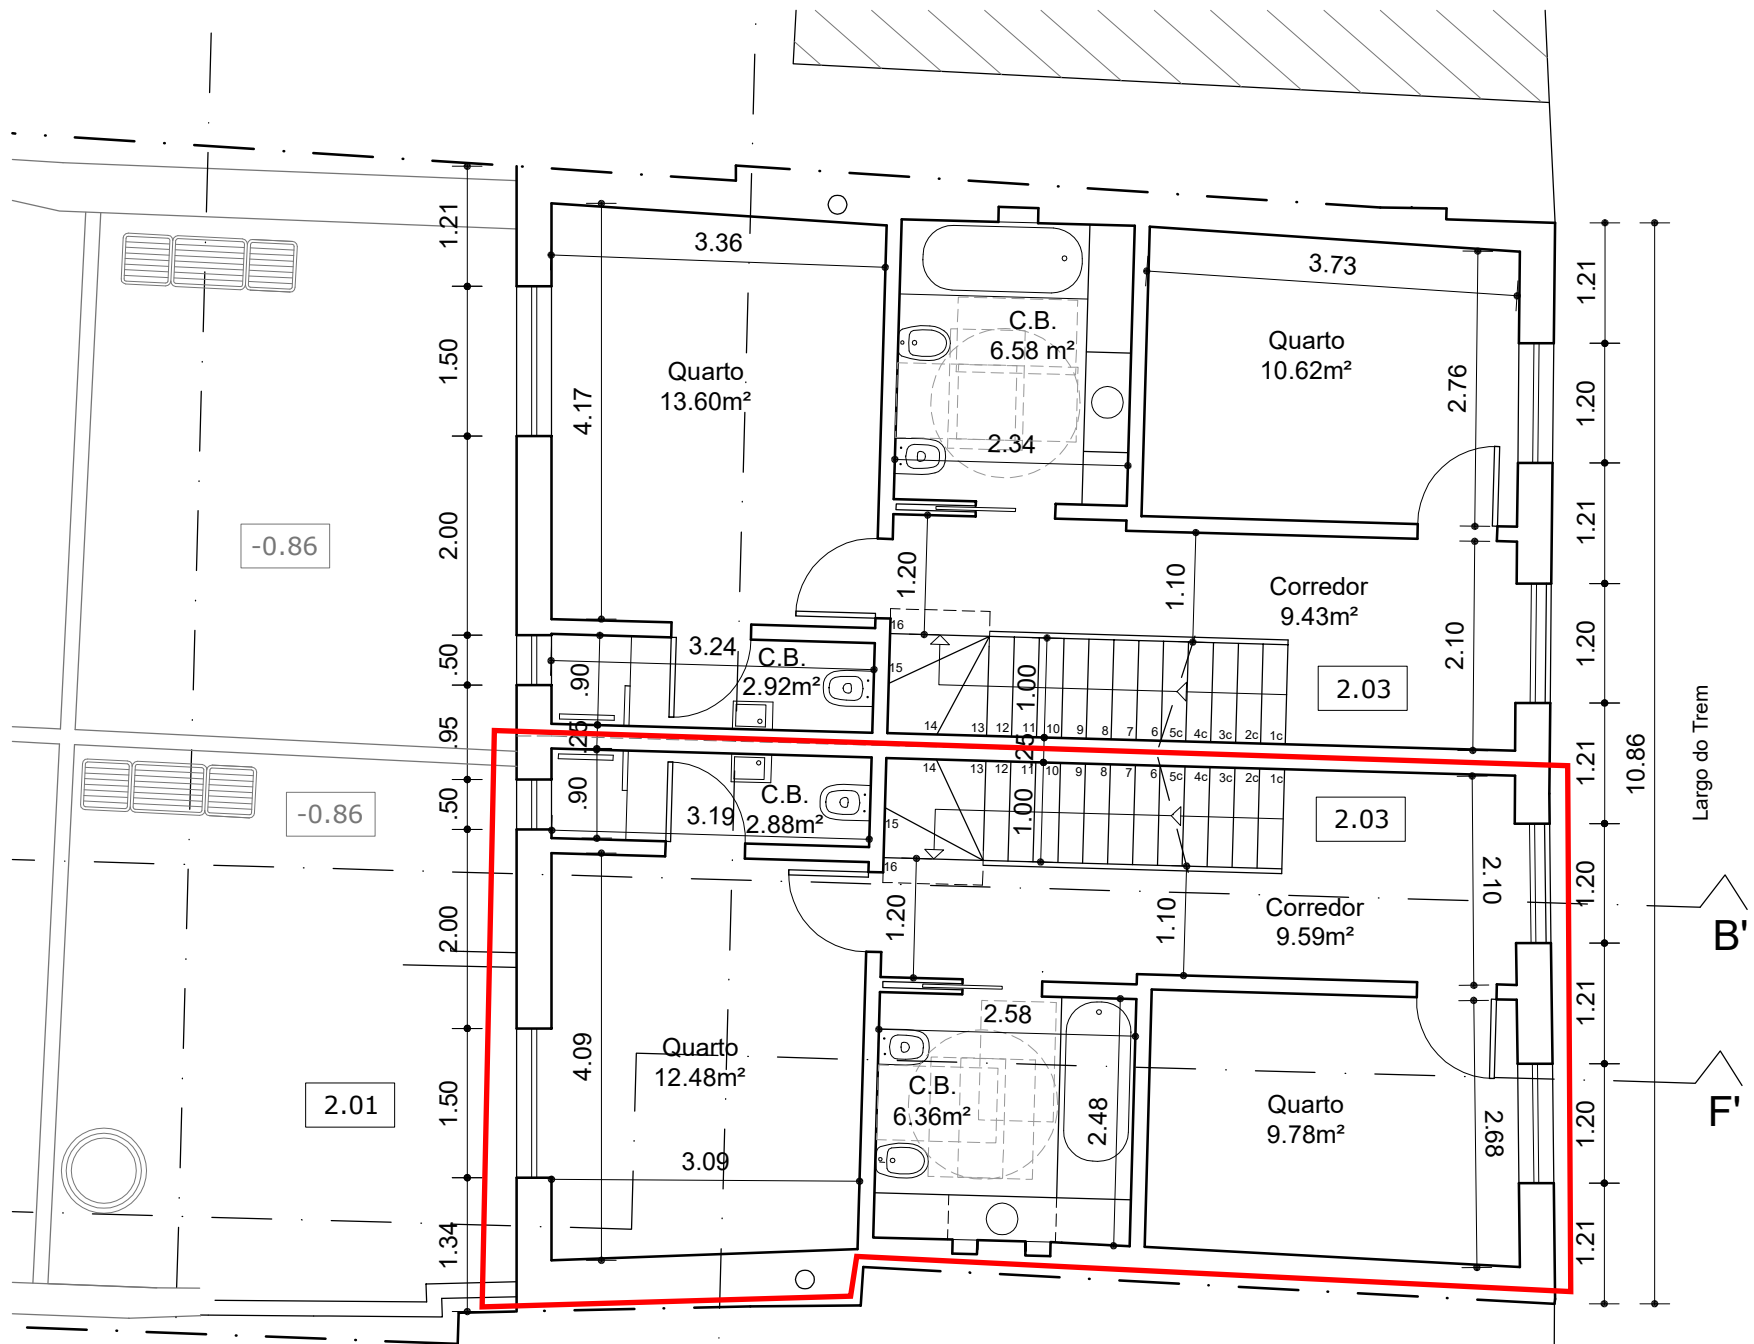 1.21
1.50
2.00
.50
.95
.50
2.00
1.50
1.34
3.36
4.17
Quarto
13.60m²
C.B.
6.58 m²
2.34
3.73
Quarto
10.62m²
2.76
1.21
1.20
1.21
1.20
1.21
1.20
1.21
1.20
1.21
10.86
Largo do Trem
-0.86
-0.86
2.01
1.20
1.10
Corredor
9.43m²
2.10
2.03
3.24
C.B.
2.92m²
.90
.25
16
15
14
13
12
11
10
9
8
7
6
5c
4c
3c
2c
1c
1.00
.25
.90
3.19
C.B.
2.88m²
14
13
12
11
10
9
8
7
6
5c
4c
3c
2c
1c
15
16
1.00
2.03
2.10
1.20
1.10
Corredor
9.59m²
B'
4.09
Quarto
12.48m²
3.09
2.58
C.B.
6.36m²
2.48
Quarto
9.78m²
2.68
F'